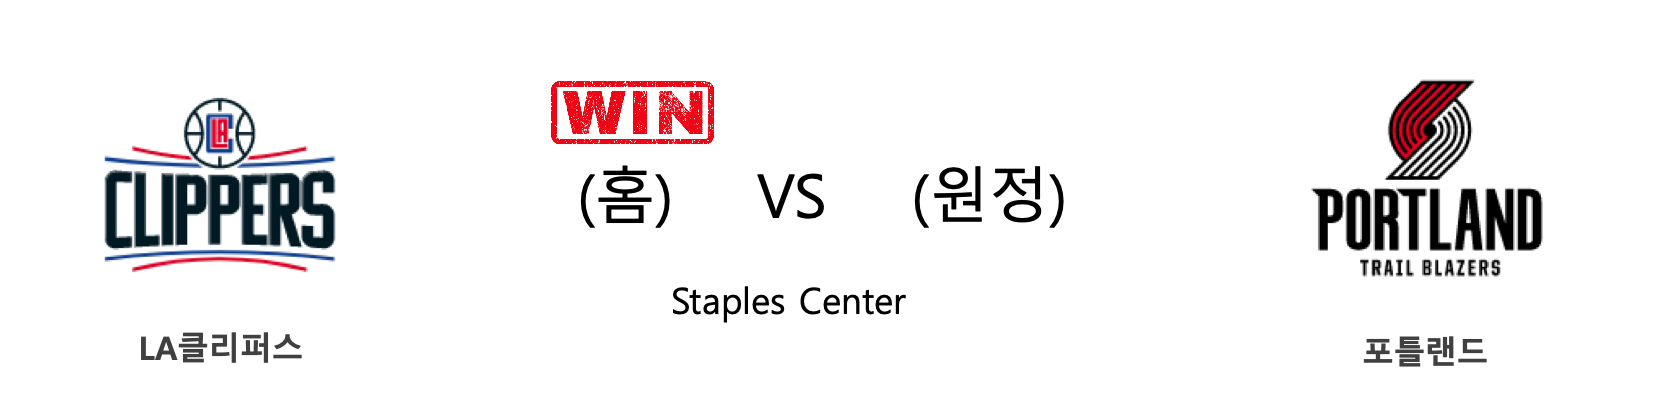 WIN
LA
CLIPPERS
LA클리퍼스
(홈) VS (원정)
Staples Center
PORTLAND
TRAIL BLAZERS
포틀랜드